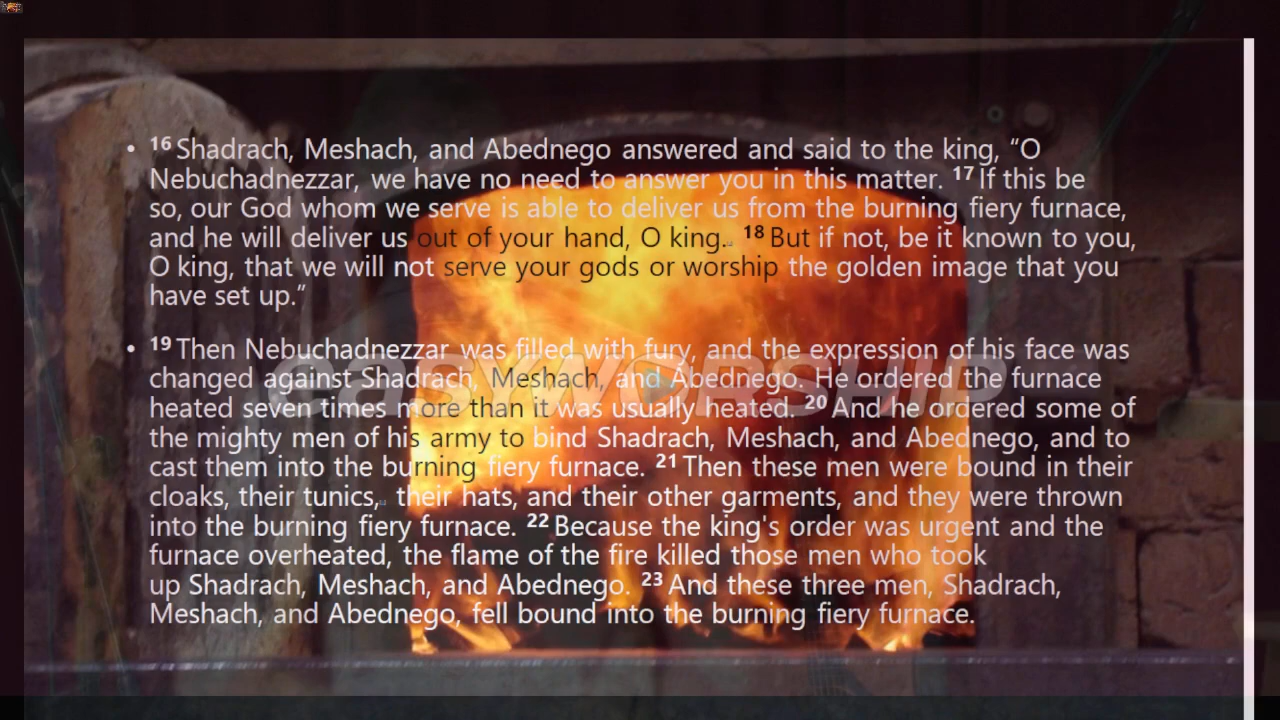 • 16 Shadrach, Meshach, and Abednego answered and said to the king, “O
Nebuchadnezzar, we have no need to answer you in this matter. 17 If this be
so, our God whom we serve is able to deliver us from the burning fiery furnace,
and he will deliver us out of your hand, O king. 18 But if not, be it known to you,
O king, that we will not serve your gods or worship the golden image that you
have set up.”
• 19 Then Nebuchadnezzar was filled with fury, and the expression of his face was
changed against Shadrach, Meshach, and Abednego. He ordered the furnace
heated seven times more than it was usually heated. 20 And he ordered some of
the mighty men of his army to bind Shadrach, Meshach, and Abednego, and to
cast them into the burning fiery furnace. 21 Then these men were bound in their
cloaks, their tunics, their hats, and their other garments, and they were thrown
into the burning fiery furnace. 22 Because the king's order was urgent and the
furnace overheated, the flame of the fire killed those men who took
up Shadrach, Meshach, and Abednego. 23 And these three men, Shadrach,
Meshach, and Abednego, fell bound into the burning fiery furnace.
easyworship